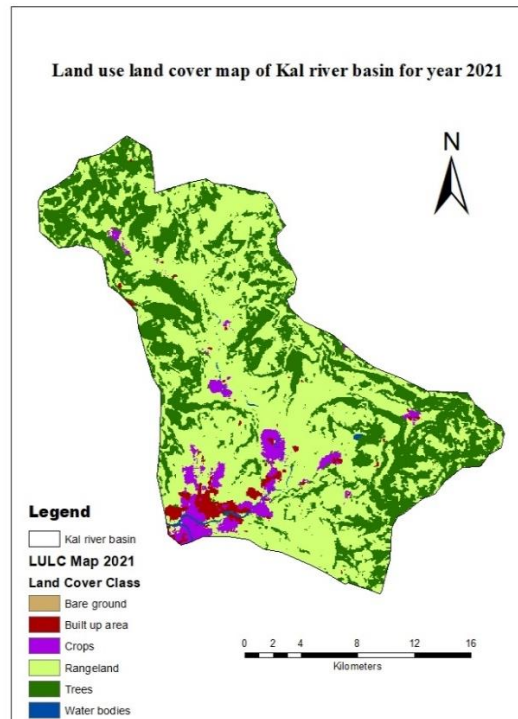 Land use land cover map of Kal river basin for year 2021
N
Legend
Kal river basin
LULC Map 2021
Land Cover Class
Bare ground
Built up area
Crops
Rangeland
Trees
Water bodies
0 2 4 8 12 16
Kilometers